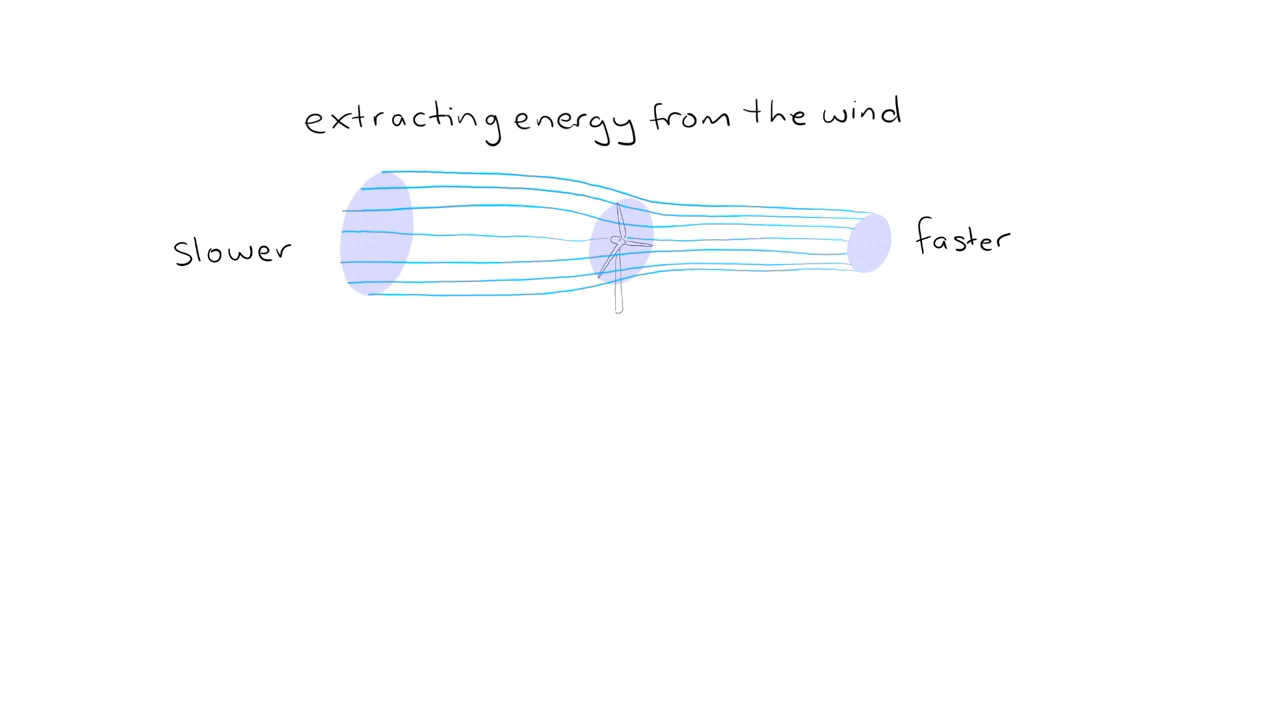 extracting energy from the wind
slower
faster